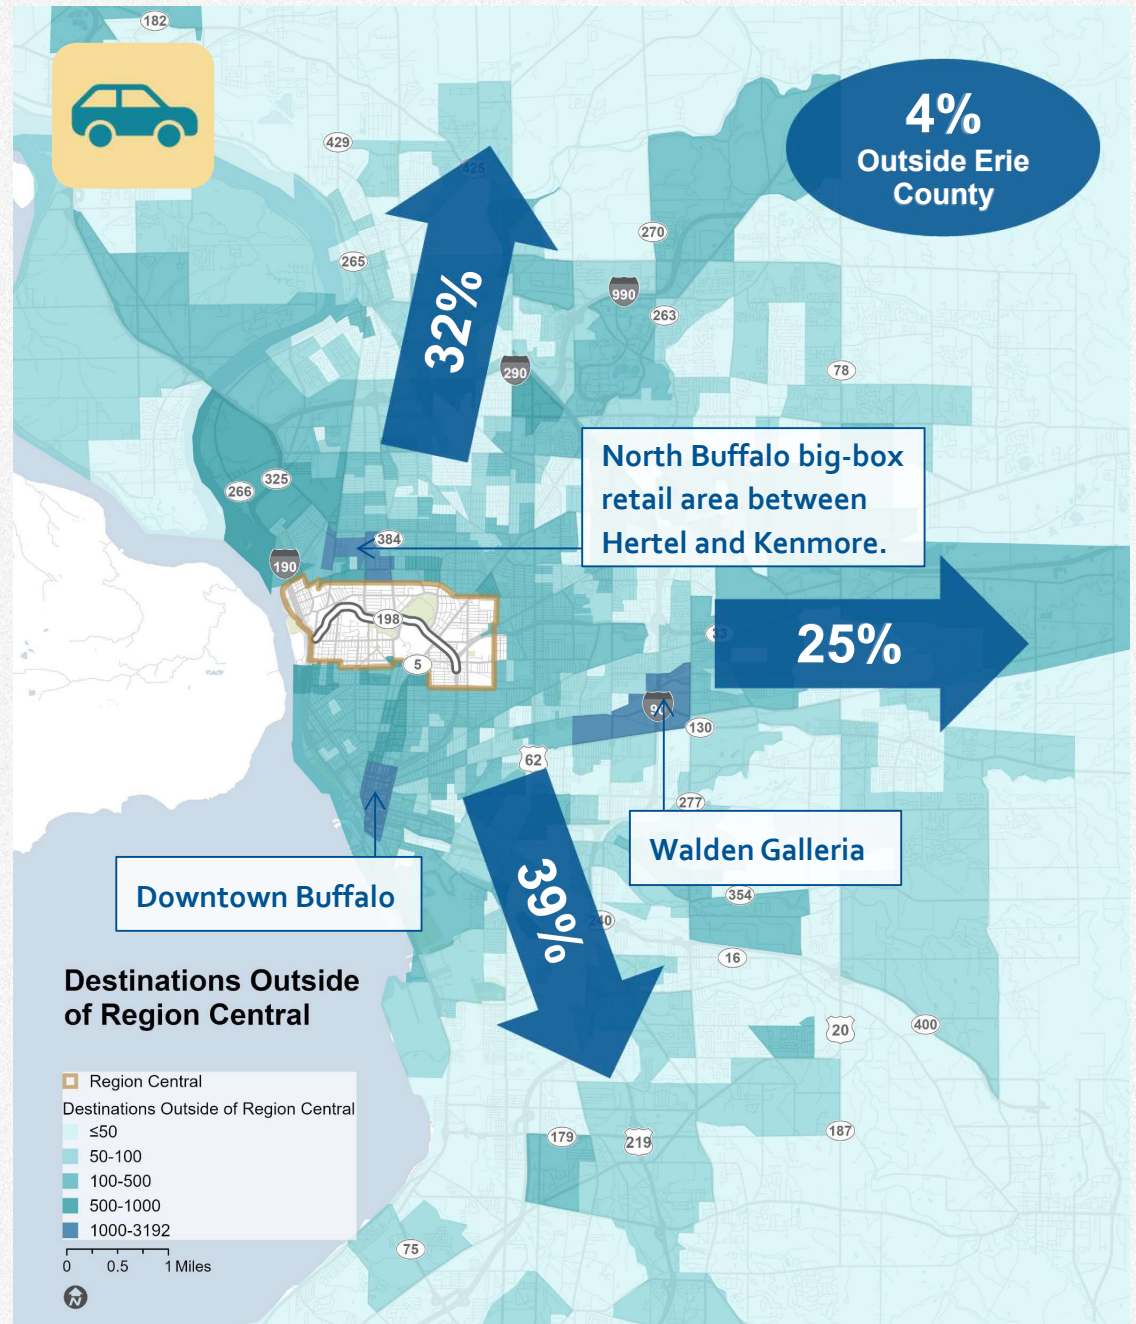 182
4%
Outside Erie
County
429
425
270
265
990
263
32%
290
78
North Buffalo big-box
retail area between
Hertel and Kenmore.
325
266
384
190
198
33
25%
5
90
130
62
277
Walden Galleria
Downtown Buffalo
39%
354
240
16
Destinations Outside
of Region Central
20
400
Region Central
Destinations Outside of Region Central
≤50
50-100
100-500
500-1000
1000-3192
179
219
187
75
0 0.5 1 Miles
N